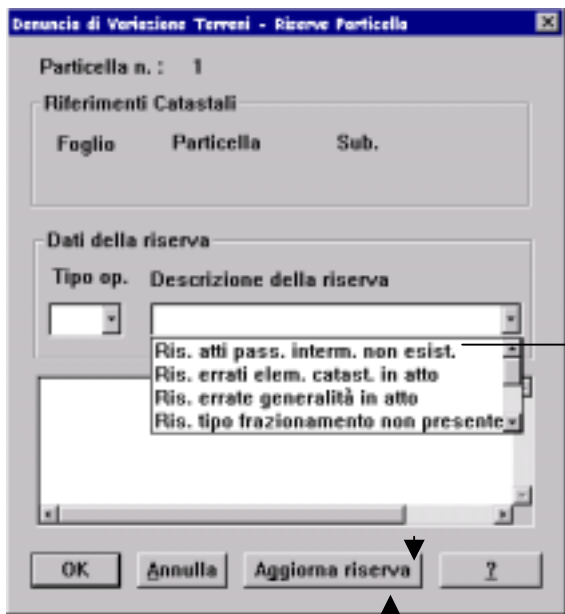 Denuncia di Variazione Terreni - Riserve Particella
Particella n. : 1
Riferimenti Catastali
Foglio Particella Sub.
Dati della riserva
Tipo op. Descrizione della riserva
Ris. atti pass. interm. non esist.
Ris. errati elem. catast. in atto
Ris. errate generalità in atto
Ris. tipo frazionamento non presente
OK Annulla Aggiorna riserva ?